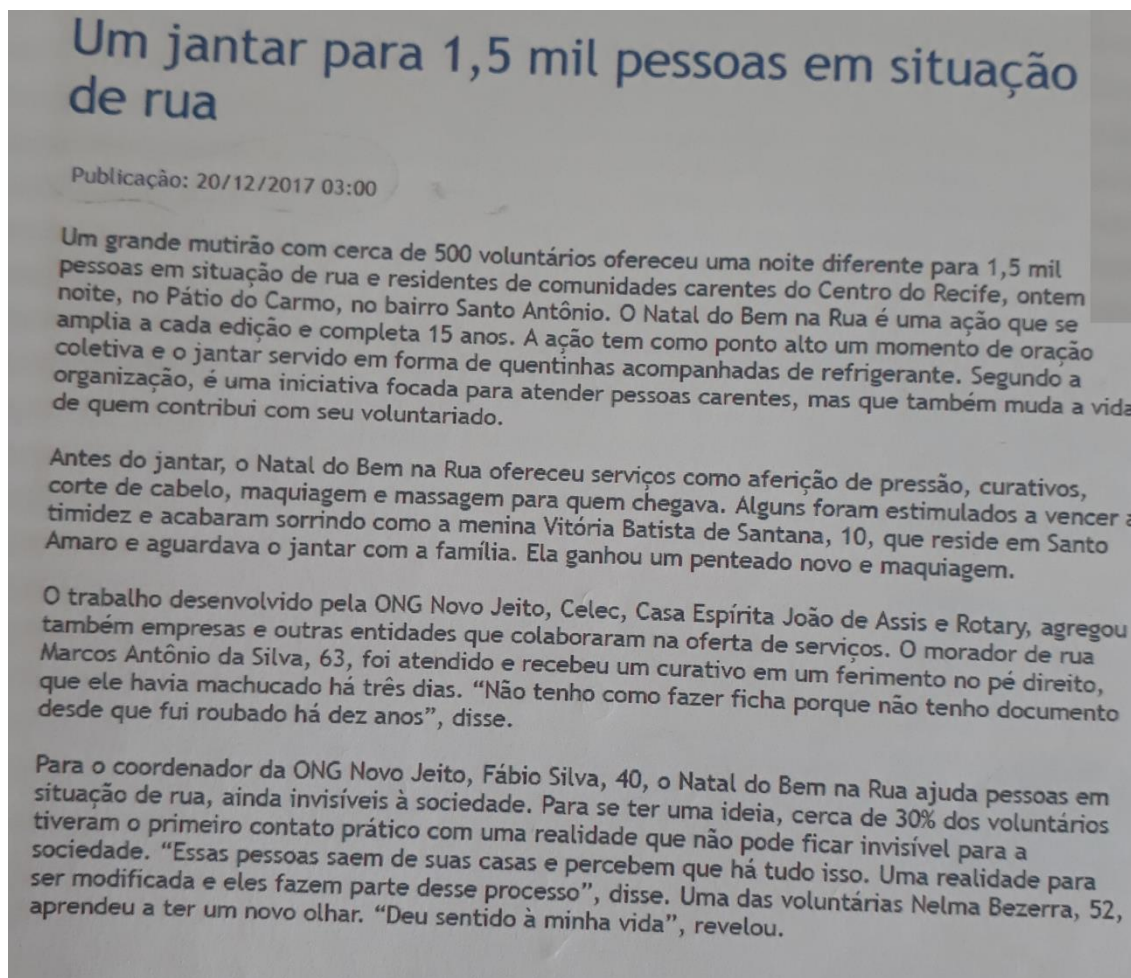 Um jantar para 1,5 mil pessoas em situação
de rua
Publicação: 20/12/2017 03:00
Um grande mutirão com cerca de 500 voluntários ofereceu uma noite diferente para 1,5 mil
pessoas em situação de rua e residentes de comunidades carentes do Centro do Recife, ontem
noite, no Pátio do Carmo, no bairro Santo Antônio. O Natal do Bem na Rua é uma ação que se
amplia a cada edição e completa 15 anos. A ação tem como ponto alto um momento de oração
coletiva e o jantar servido em forma de quentinhas acompanhadas de refrigerante. Segundo a
organização, é uma iniciativa focada para atender pessoas carentes, mas que também muda a vida
de quem contribui com seu voluntariado.
Antes do jantar, o Natal do Bem na Rua ofereceu serviços como aferição de pressão, curativos,
corte de cabelo, maquiagem e massagem para quem chegava. Alguns foram estimulados a vencer a
timidez e acabaram sorrindo como a menina Vitória Batista de Santana, 10, que reside em Santo
Amaro e aguardava o jantar com a família. Ela ganhou um penteado novo e maquiagem.
O trabalho desenvolvido pela ONG Novo Jeito, Celec, Casa Espírita João de Assis e Rotary, agregou
também empresas e outras entidades que colaboraram na oferta de serviços. O morador de rua
Marcos Antônio da Silva, 63, foi atendido e recebeu um curativo em um ferimento no pé direito,
que ele havia machucado há três dias. “Não tenho como fazer ficha porque não tenho documento
desde que fui roubado há dez anos”, disse.
Para o coordenador da ONG Novo Jeito, Fábio Silva, 40, o Natal do Bem na Rua ajuda pessoas em
situação de rua, ainda invisíveis à sociedade. Para se ter uma ideia, cerca de 30% dos voluntários
tiveram o primeiro contato prático com uma realidade que não pode ficar invisível para a
sociedade. “Essas pessoas saem de suas casas e percebem que há tudo isso. Uma realidade para
ser modificada e eles fazem parte desse processo”, disse. Uma das voluntárias Nelma Bezerra, 52,
aprendeu a ter um novo olhar. “Deu sentido à minha vida”, revelou.